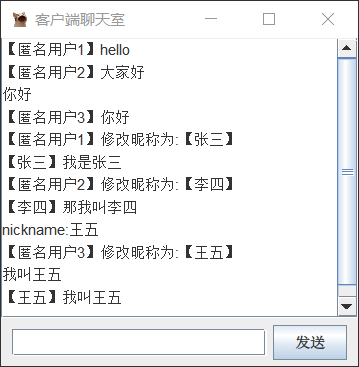 客户端聊天室
【匿名用户1】hello
【匿名用户2】大家好
你好
【匿名用户3】你好
【匿名用户1】修改昵称为:【张三】
【张三】我是张三
【匿名用户2】修改昵称为:【李四】
【李四】那我叫李四
nickname:王五
【匿名用户3】修改昵称为:【王五】
我叫王五
【王五】我叫王五
发送